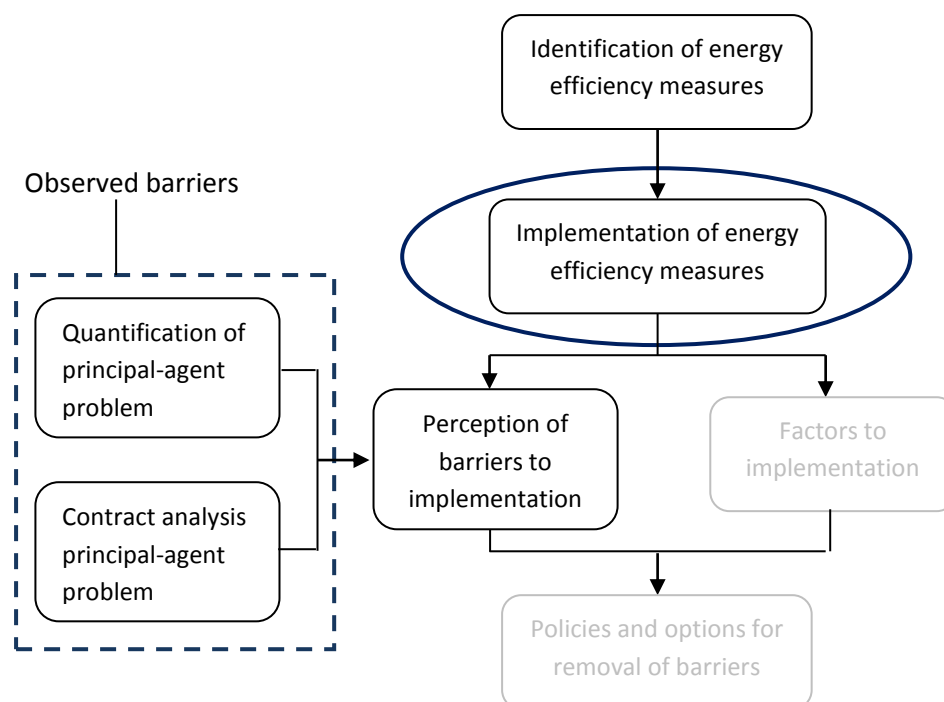 Identification of energy
efficiency measures
Observed barriers
Implementation of energy
efficiency measures
Quantification of
principal-agent
problem
Perception of
barriers to
implementation
Factors to
implementation
Contract analysis
principal-agent
problem
Policies and options for
removal of barriers